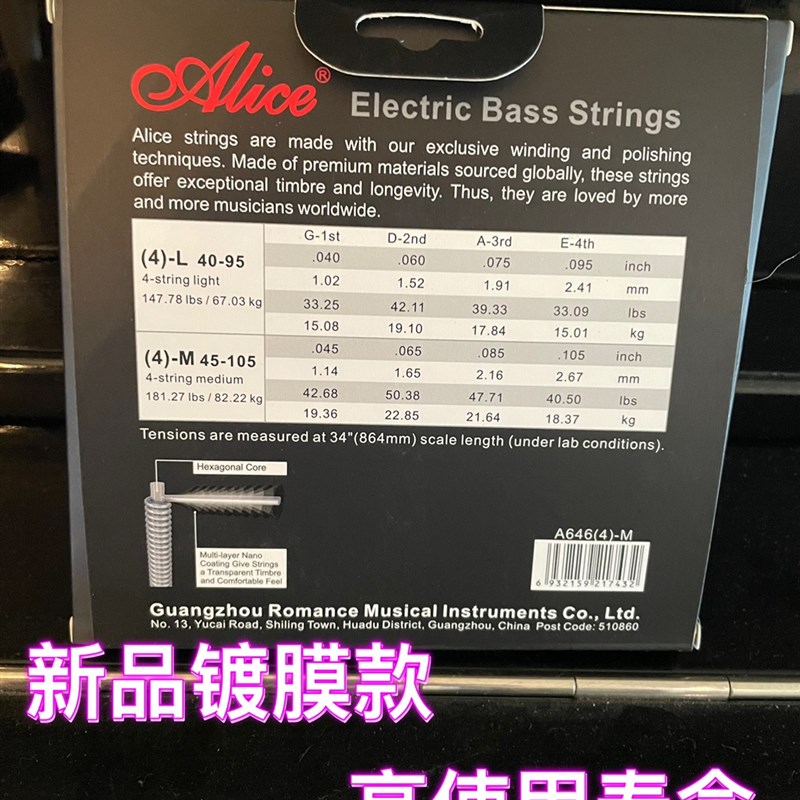 Alice®
Electric Bass Strings
Alice strings are made with our exclusive winding and polishing
techniques. Made of premium materials sourced globally, these strings
offer exceptional timbre and longevity. Thus, they are loved by more
and more musicians worldwide.
G-1st D-2nd A-3rd E-4th
(4)-L 40-95
4-string light
147.78 lbs / 67.03 kg
.040 .060 .075 .095 inch
1.02 1.52 1.91 2.41 mm
33.25 42.11 39.33 33.09 lbs
15.08 19.10 17.84 15.01 kg
(4)-M 45-105
4-string medium
181.27 lbs / 82.22 kg
.045 .065 .085 .105 inch
1.14 1.65 2.16 2.67 mm
42.68 50.38 47.71 40.50 lbs
19.36 22.85 21.64 18.37 kg
Tensions are measured at 34"(864mm) scale length (under lab conditions).
Hexagonal Core
Multi-layer Nano
Coating Give Strings
a Transparent Timbre
and Comfortable Feel
A646(4)-M
6 932159 217432
Guangzhou Romance Musical Instruments Co., Ltd.
No. 13, Yucai Road, Shiling Town, Huadu District, Guangzhou, China Post Code: 510860
新品镀膜款
高使用寿命